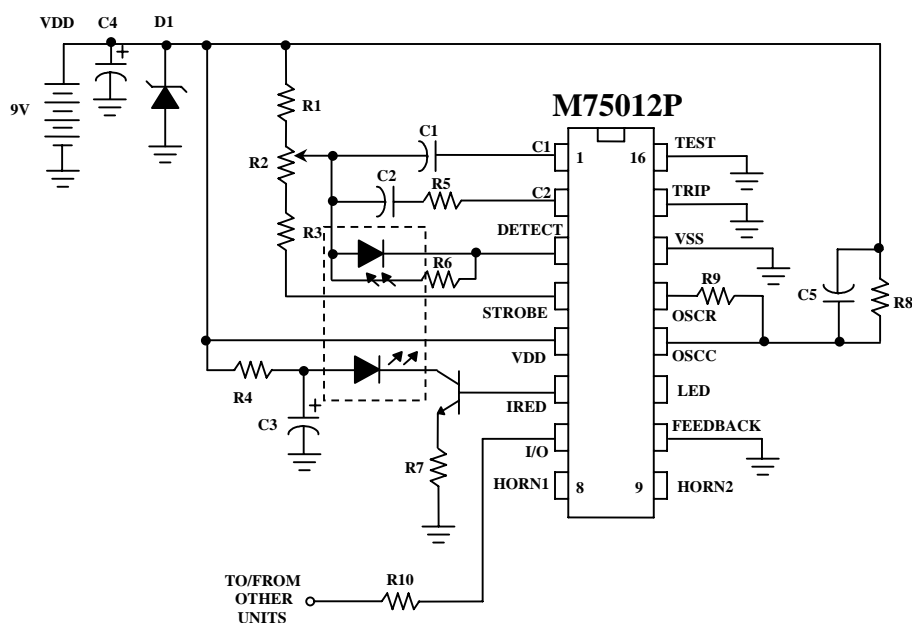 VDD
C4
D1
+
9V
R1
M75012P
R2
C1
C1
1
16
TEST
C2
R5
C2
TRIP
R3
DETECT
VSS
R6
R9
C5
R8
STROBE
OSCR
VDD
OSCC
R4
+
IRED
LED
C3
FEEDBACK
R7
I/O
HORN1
8
9
HORN2
TO/FROM
OTHER
UNITS
R10